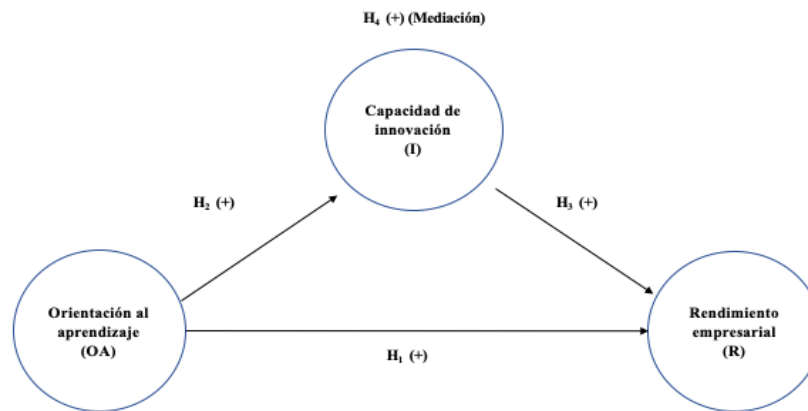 H₄ (+) (Mediación)
Capacidad de
innovación
(I)
H₂ (+)
H₃ (+)
Orientación al
aprendizaje
(OA)
Rendimiento
empresarial
(R)
H₁ (+)